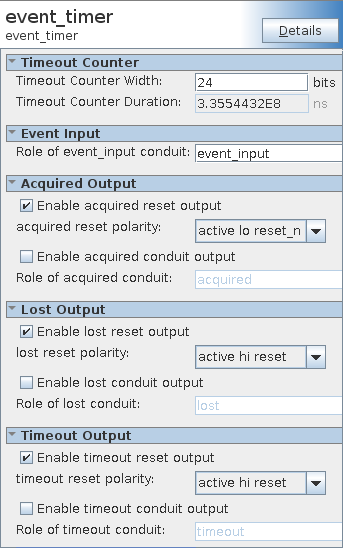 event_timer
event_timer
Details
Timeout Counter
Timeout Counter Width: 24 bits
Timeout Counter Duration: 3.3554432E8 ns
Event Input
Role of event_input conduit: event_input
Acquired Output
Enable acquired reset output
acquired reset polarity: active lo reset_n
Enable acquired conduit output
Role of acquired conduit: acquired
Lost Output
Enable lost reset output
lost reset polarity: active hi reset
Enable lost conduit output
Role of lost conduit: lost
Timeout Output
Enable timeout reset output
timeout reset polarity: active hi reset
Enable timeout conduit output
Role of timeout conduit: timeout